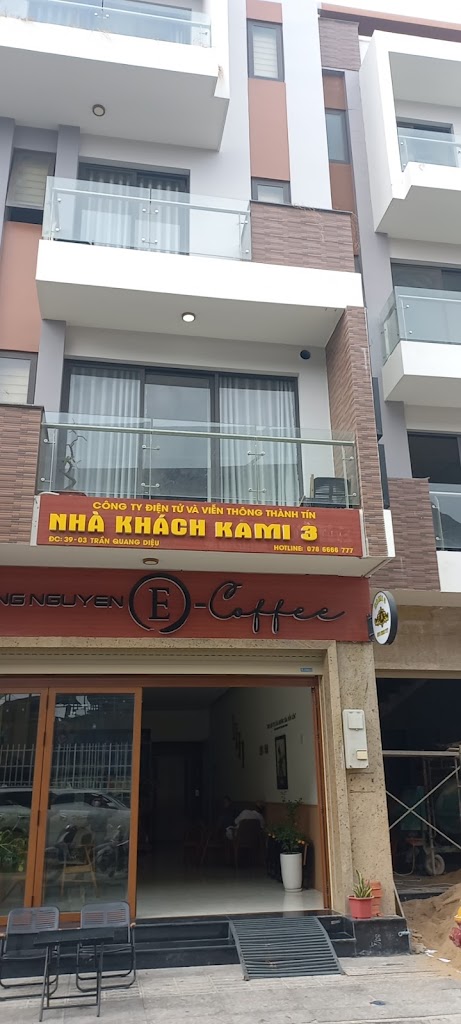 CÔNG TY ĐIỆN TỬ VÀ VIỄN THÔNG THÀNH TÍN
NHÀ KHÁCH KAMI 3
ĐC: 39-03 TRẦN QUANG DIỆU HOTLINE: 078 6666 777
NG NGUYEN E-Coffee